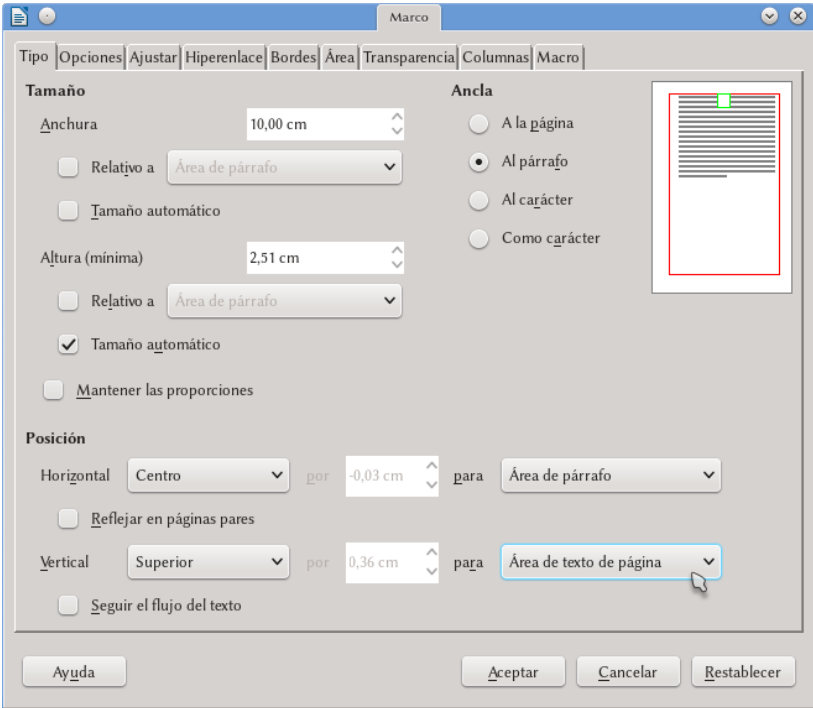 Marco
Tipo Opciones Ajustar Hiperenlace Bordes Área Transparencia Columnas Macro
Tamaño
Anchura 10,00 cm
Relativo a Área de párrafo
Tamaño automático
Altura (mínima) 2,51 cm
Relativo a Área de párrafo
Tamaño automático
Mantener las proporciones
Ancla
A la página
Al párrafo
Al carácter
Como carácter
Posición
Horizontal Centro por -0,03 cm para Área de párrafo
Reflejar en páginas pares
Vertical Superior por 0,36 cm para Área de texto de página
Seguir el flujo del texto
Ayuda Aceptar Cancelar Restablecer